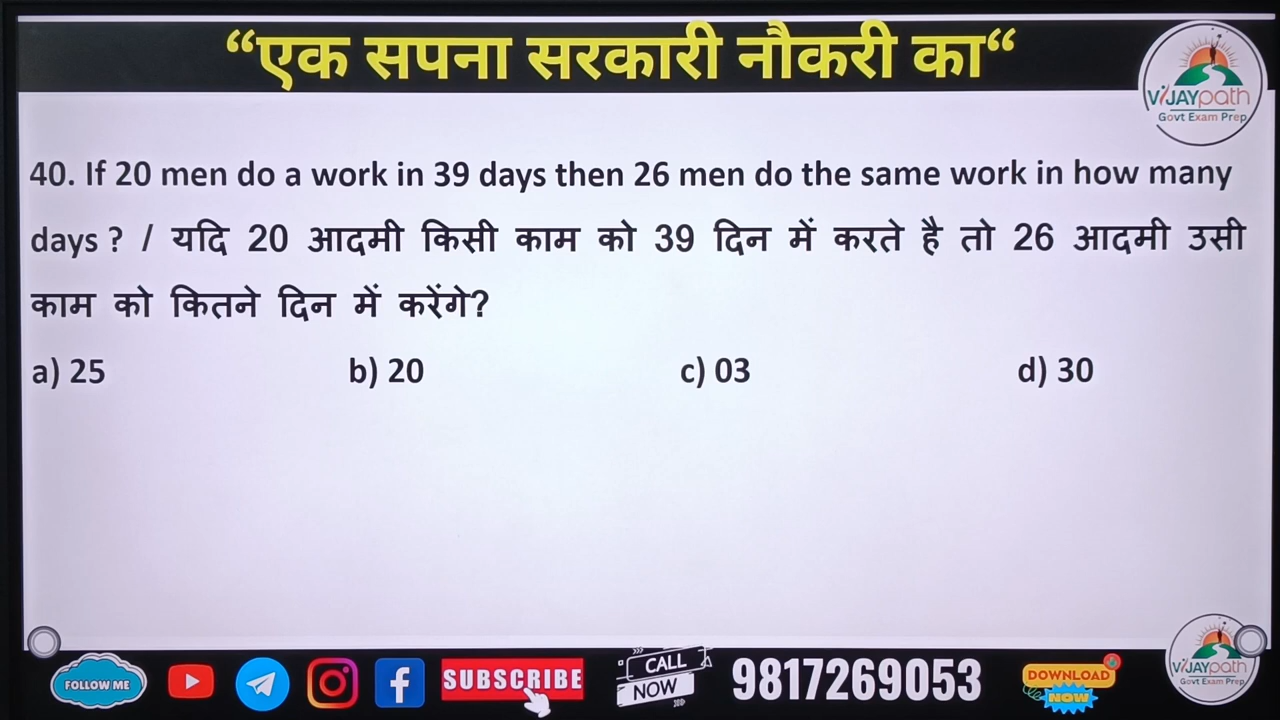 “एक सपना सरकारी नौकरी का“
VIJAYpath
Govt Exam Prep
40. If 20 men do a work in 39 days then 26 men do the same work in how many
days ? / यदि 20 आदमी किसी काम को 39 दिन में करते है तो 26 आदमी उसी
काम को कितने दिन में करेंगे?
a) 25 b) 20 c) 03 d) 30
FOLLOW ME
SUBSCRIBE
CALL
NOW
9817269053
DOWNLOAD
NOW
VIJAYpath
Govt Exam Prep